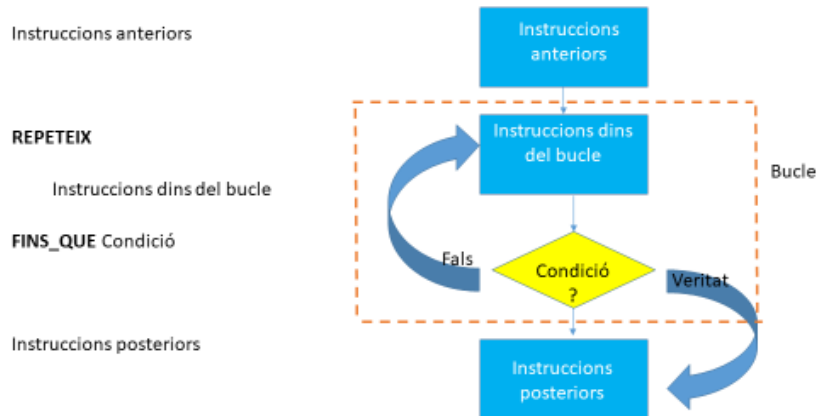 Instruccions anteriors
REPETEIX
Instruccions dins del bucle
FINS_QUE Condició
Instruccions posteriors
Instruccions
anteriors
Instruccions dins
del bucle
Bucle
Fals
Condició
?
Veritat
Instruccions
posteriors